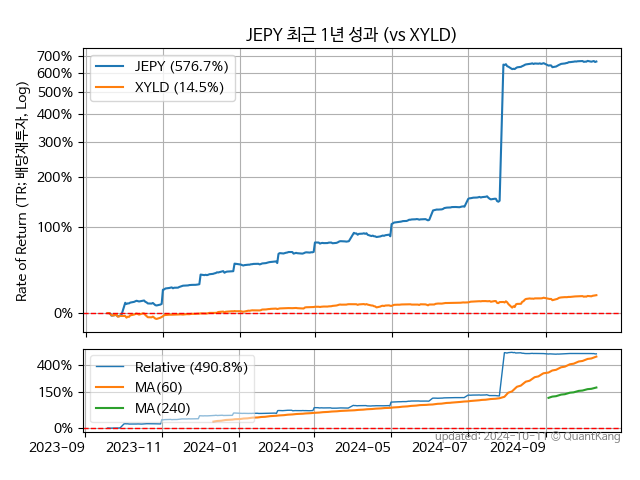 JEPY 최근 1년 성과 (vs XYLD)
Rate of Return (TR; 배당재투자, Log)
700%
600%
500%
400%
300%
200%
100%
0%
JEPY (576.7%)
XYLD (14.5%)
400%
150%
0%
Relative (490.8%)
MA(60)
MA(240)
2023-09 2023-11 2024-01 2024-03 2024-05 2024-07 2024-09
updated: 2024-10-11 © QuantKang